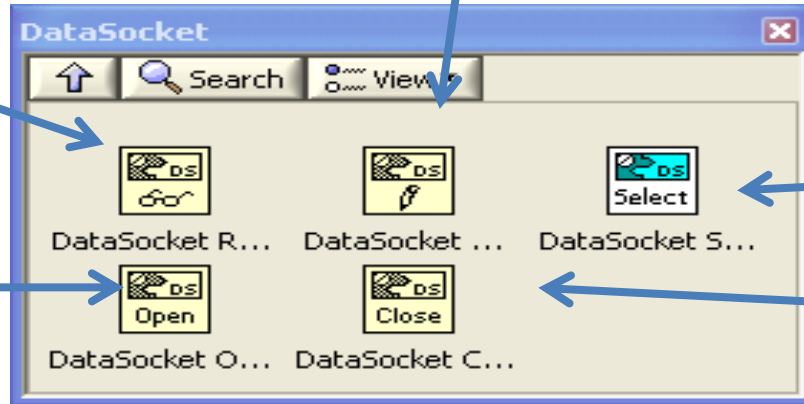 DataSocket
Search View
DS DS DS
Select
DataSocket R... DataSocket ... DataSocket S...
DS DS
Open Close
DataSocket O... DataSocket C...